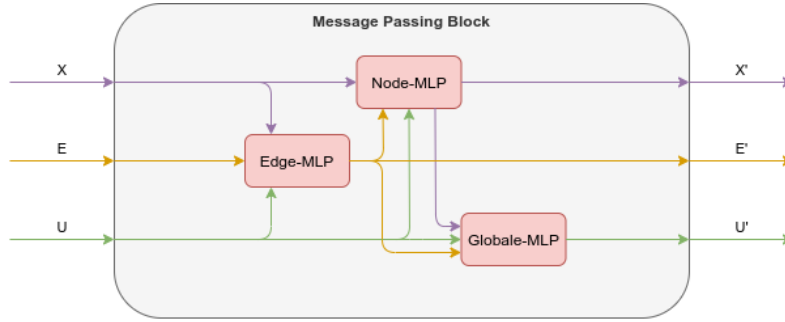 Message Passing Block
X
Node-MLP
X'
E
Edge-MLP
E'
U
Globale-MLP
U'